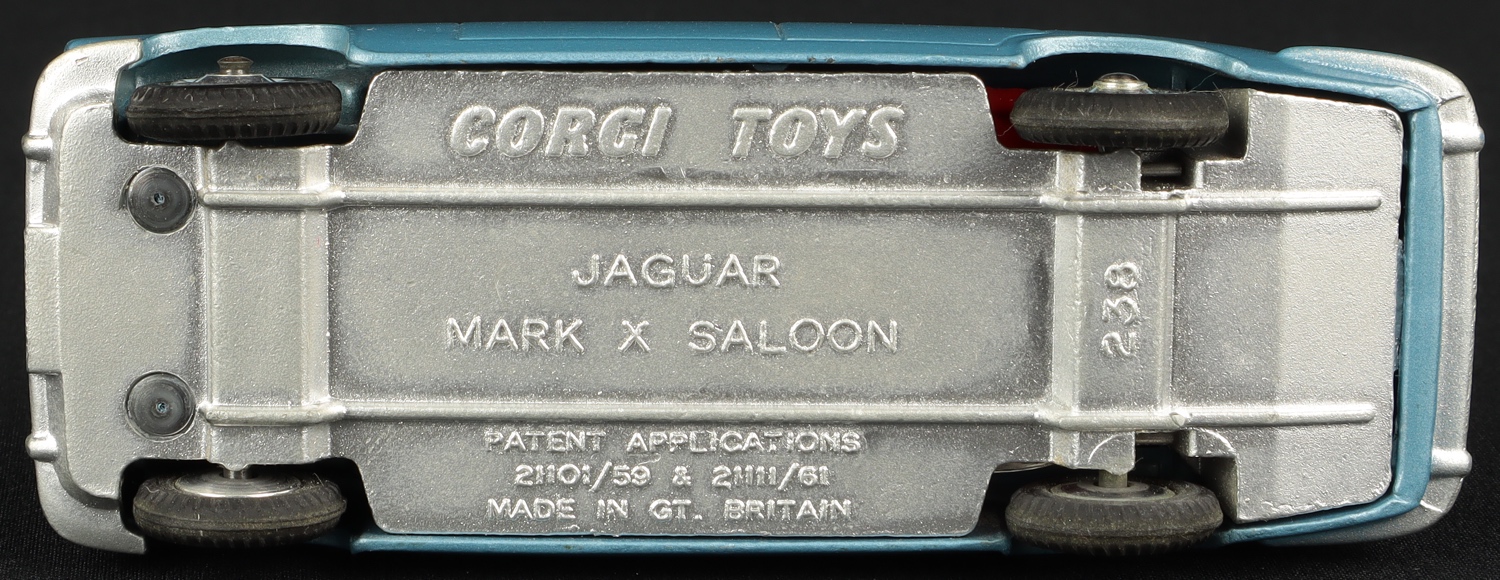 CORGI TOYS
JAGUAR
MARK X SALOON
238
PATENT APPLICATIONS
21101/59 & 21111/61
MADE IN GT. BRITAIN